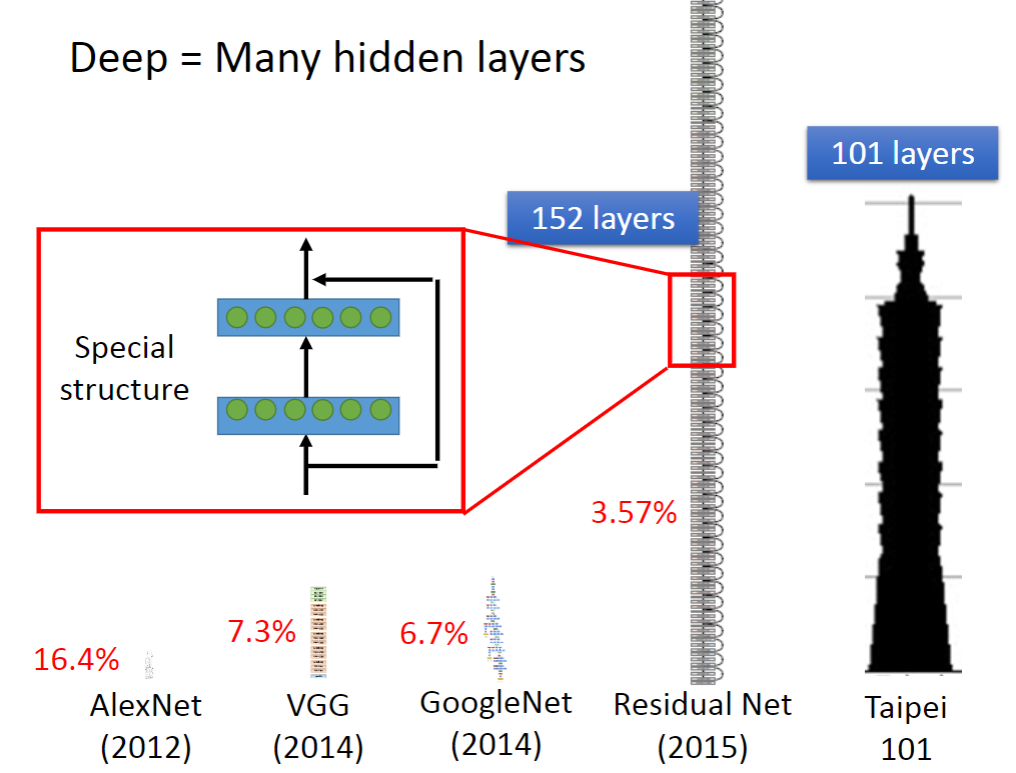 Deep = Many hidden layers
101 layers
152 layers
Special
structure
3.57%
7.3%
6.7%
16.4%
AlexNet
(2012)
VGG
(2014)
GoogleNet
(2014)
Residual Net
(2015)
Taipei
101